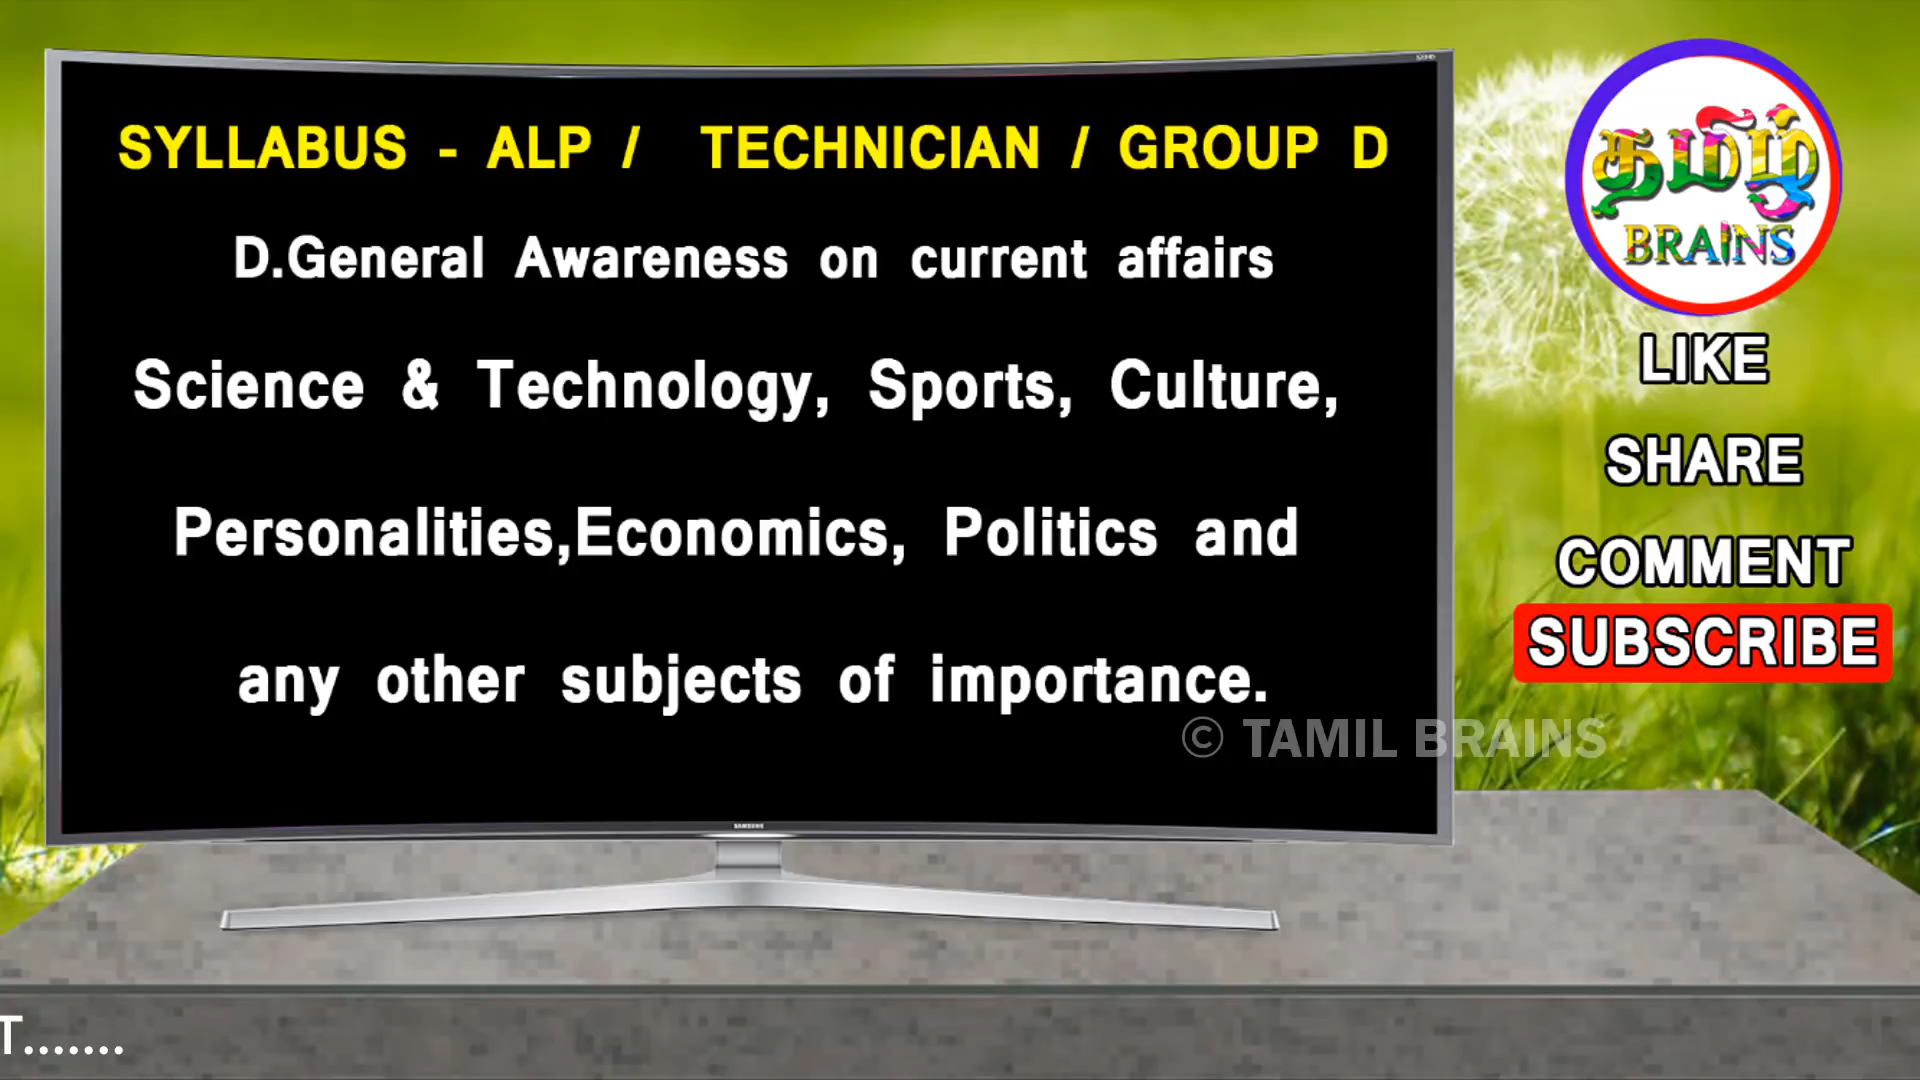 SYLLABUS - ALP / TECHNICIAN / GROUP D
D.General Awareness on current affairs
Science & Technology, Sports, Culture,
Personalities,Economics, Politics and
any other subjects of importance.
© TAMIL BRAINS
SAMSUNG
தமிழ்
BRAINS
LIKE
SHARE
COMMENT
SUBSCRIBE
T.......